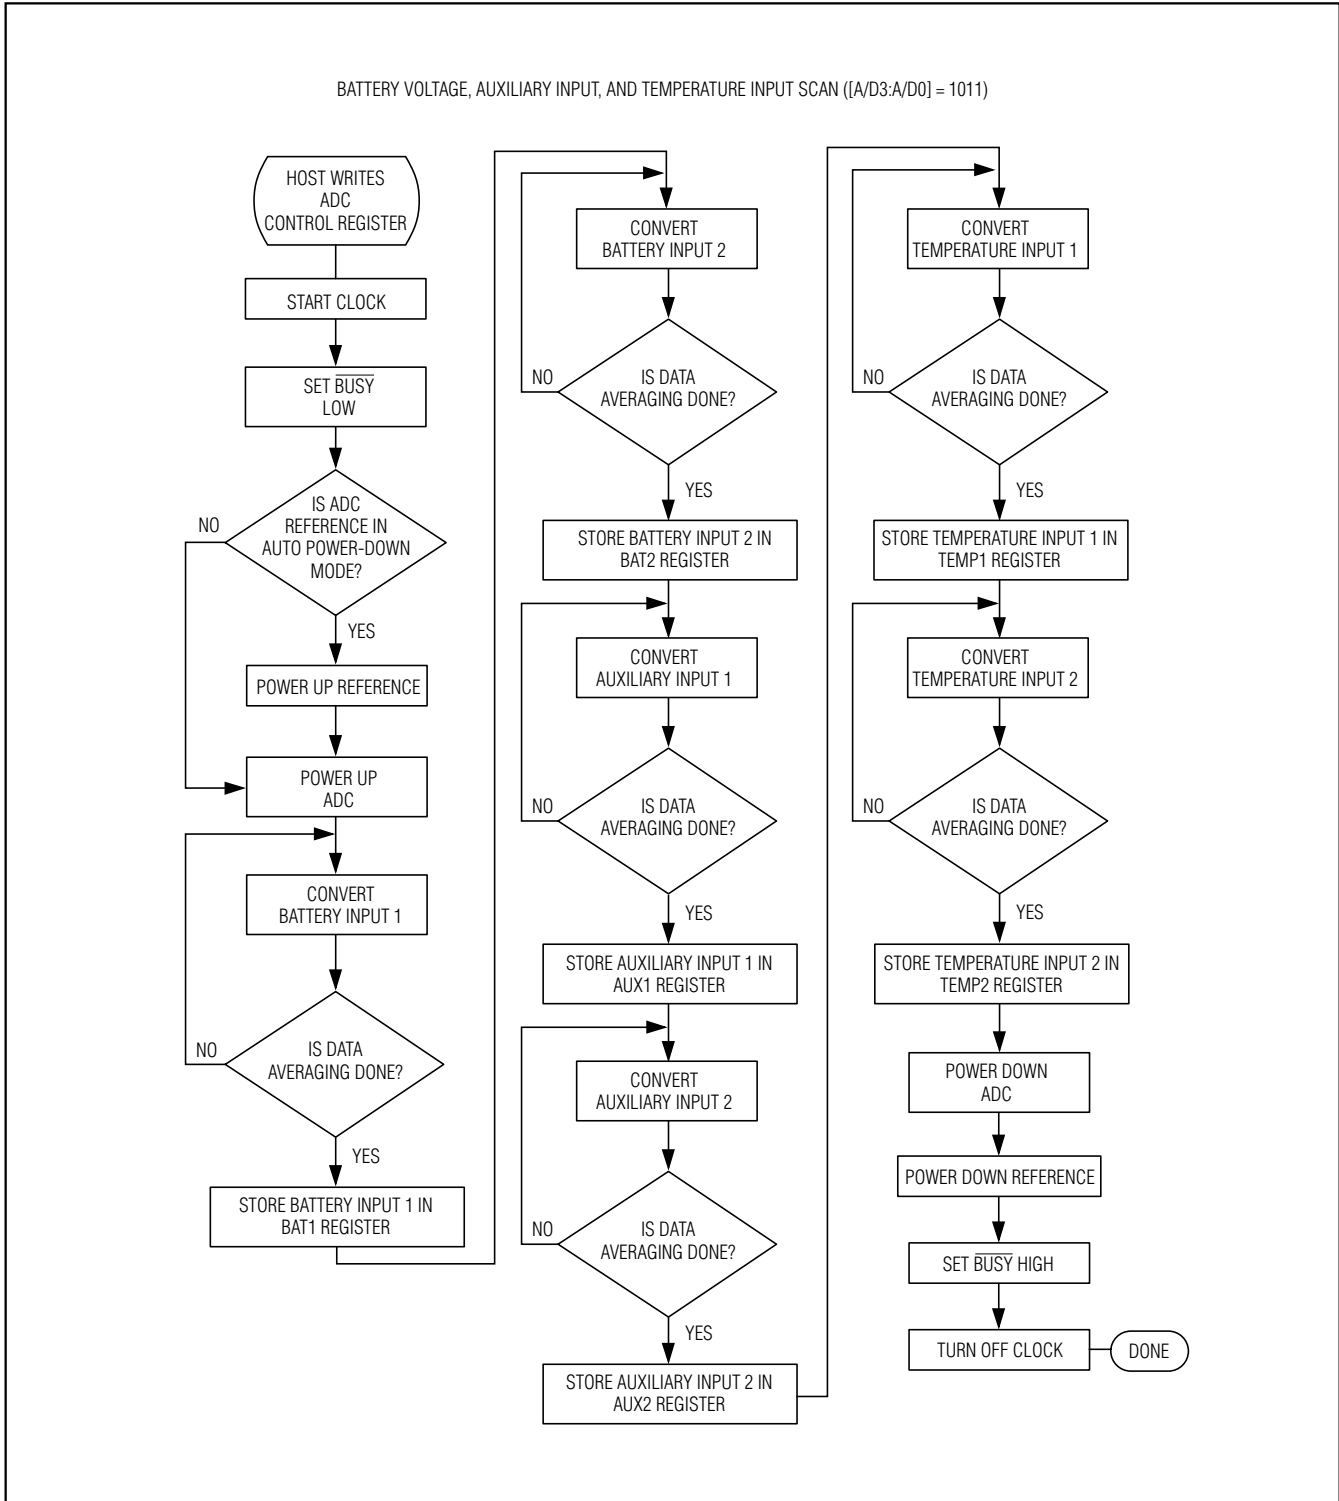 BATTERY VOLTAGE, AUXILIARY INPUT, AND TEMPERATURE INPUT SCAN ([A/D3:A/D0] = 1011)
HOST WRITES
ADC
CONTROL REGISTER
START CLOCK
SET BUSY
LOW
IS ADC
REFERENCE IN
AUTO POWER-DOWN
MODE?
NO
YES
POWER UP REFERENCE
POWER UP
ADC
CONVERT
BATTERY INPUT 1
IS DATA
AVERAGING DONE?
NO
YES
STORE BATTERY INPUT 1 IN
BAT1 REGISTER
CONVERT
BATTERY INPUT 2
IS DATA
AVERAGING DONE?
NO
YES
STORE BATTERY INPUT 2 IN
BAT2 REGISTER
CONVERT
AUXILIARY INPUT 1
IS DATA
AVERAGING DONE?
NO
YES
STORE AUXILIARY INPUT 1 IN
AUX1 REGISTER
CONVERT
AUXILIARY INPUT 2
IS DATA
AVERAGING DONE?
NO
YES
STORE AUXILIARY INPUT 2 IN
AUX2 REGISTER
CONVERT
TEMPERATURE INPUT 1
IS DATA
AVERAGING DONE?
NO
YES
STORE TEMPERATURE INPUT 1 IN
TEMP1 REGISTER
CONVERT
TEMPERATURE INPUT 2
IS DATA
AVERAGING DONE?
NO
YES
STORE TEMPERATURE INPUT 2 IN
TEMP2 REGISTER
POWER DOWN
ADC
POWER DOWN REFERENCE
SET BUSY HIGH
TURN OFF CLOCK
DONE